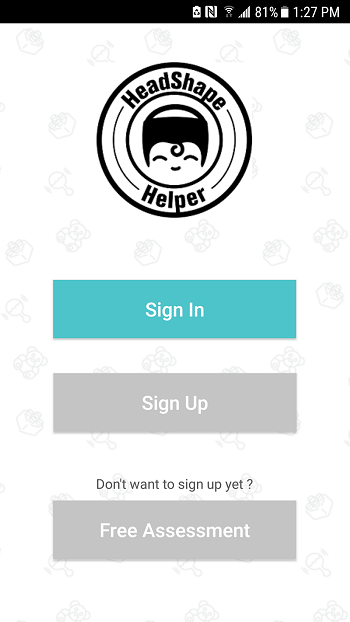 81% 1:27 PM
HeadShape
Helper
Sign In
Sign Up
Don't want to sign up yet ?
Free Assessment